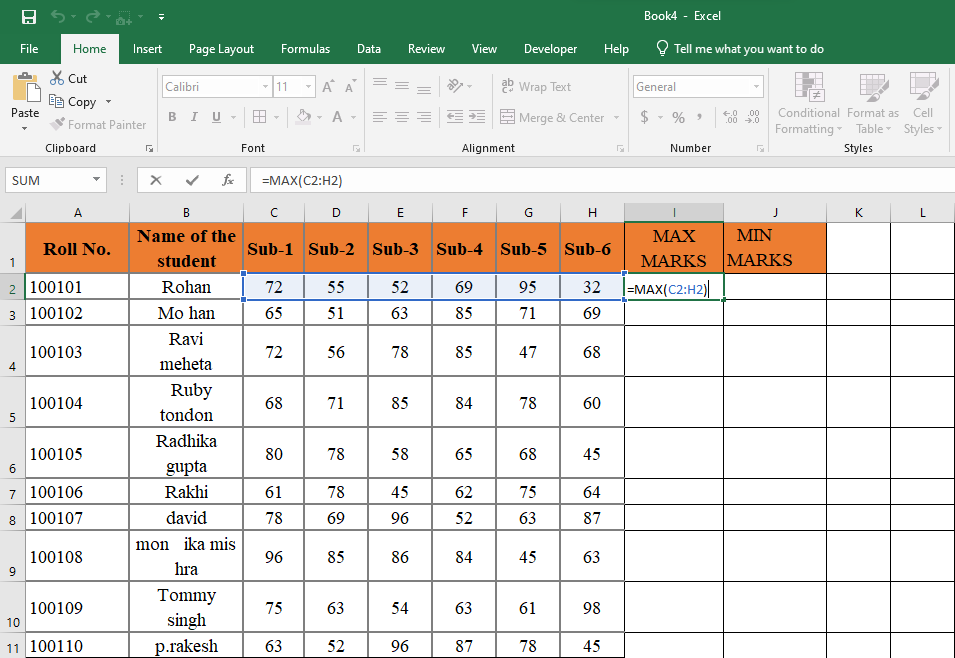 Book4 - Excel
File Home Insert Page Layout Formulas Data Review View Developer Help Tell me what you want to do
Cut
Calibri 11 A A
ab
c Wrap Text
General
Copy
Paste
Format Painter
B I U A
Merge & Center
$ % , .00 .00
Conditional Format as Cell
Formatting Table Styles
Clipboard Font Alignment Number Styles
SUM fx =MAX(C2:H2)
A B C D E F G H I J K L
1 Roll No. Name of the Sub-1 Sub-2 Sub-3 Sub-4 Sub-5 Sub-6 MAX MIN
student MARKS MARKS
2 100101 Rohan 72 55 52 69 95 32 =MAX(C2:H2)
3 100102 Mo han 65 51 63 85 71 69
Ravi
4 100103 72 56 78 85 47 68
meheta
Ruby
5 100104 68 71 85 84 78 60
tondon
Radhika
6 100105 80 78 58 65 68 45
gupta
7 100106 Rakhi 61 78 45 62 75 64
8 100107 david 78 69 96 52 63 87
mon ika mis
9 100108 96 85 86 84 45 63
hra
Tommy
10 100109 75 63 54 63 61 98
singh
11 100110 p.rakesh 63 52 96 87 78 45